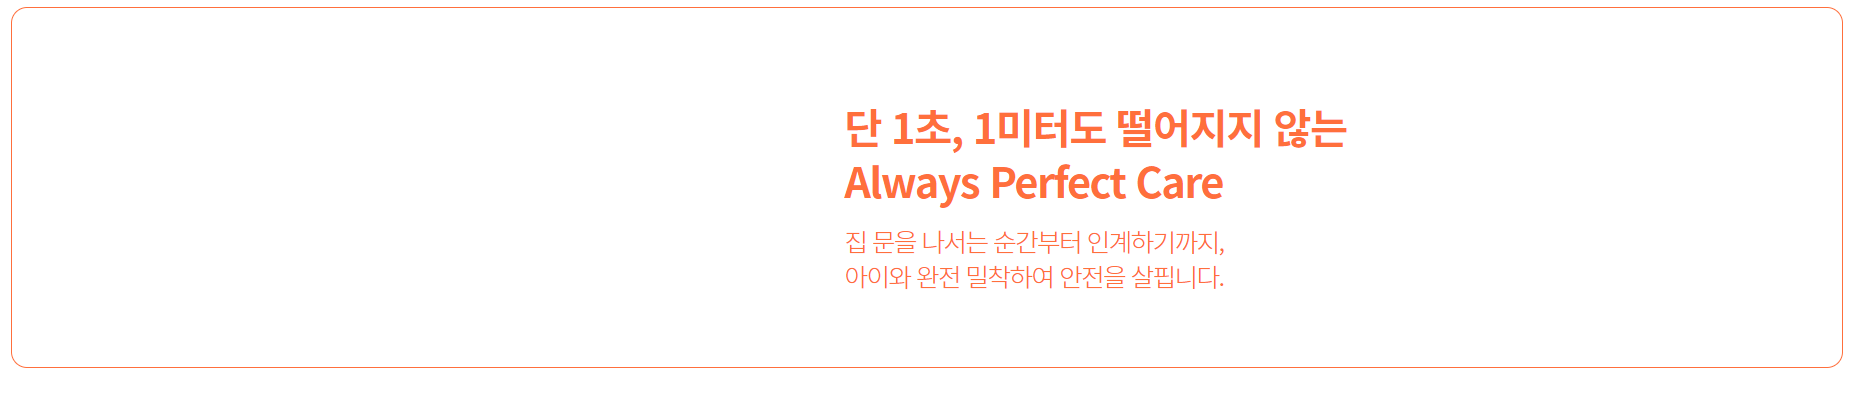 단 1초, 1미터도 떨어지지 않는
Always Perfect Care
집 문을 나서는 순간부터 인계하기까지,
아이와 완전 밀착하여 안전을 살핍니다.